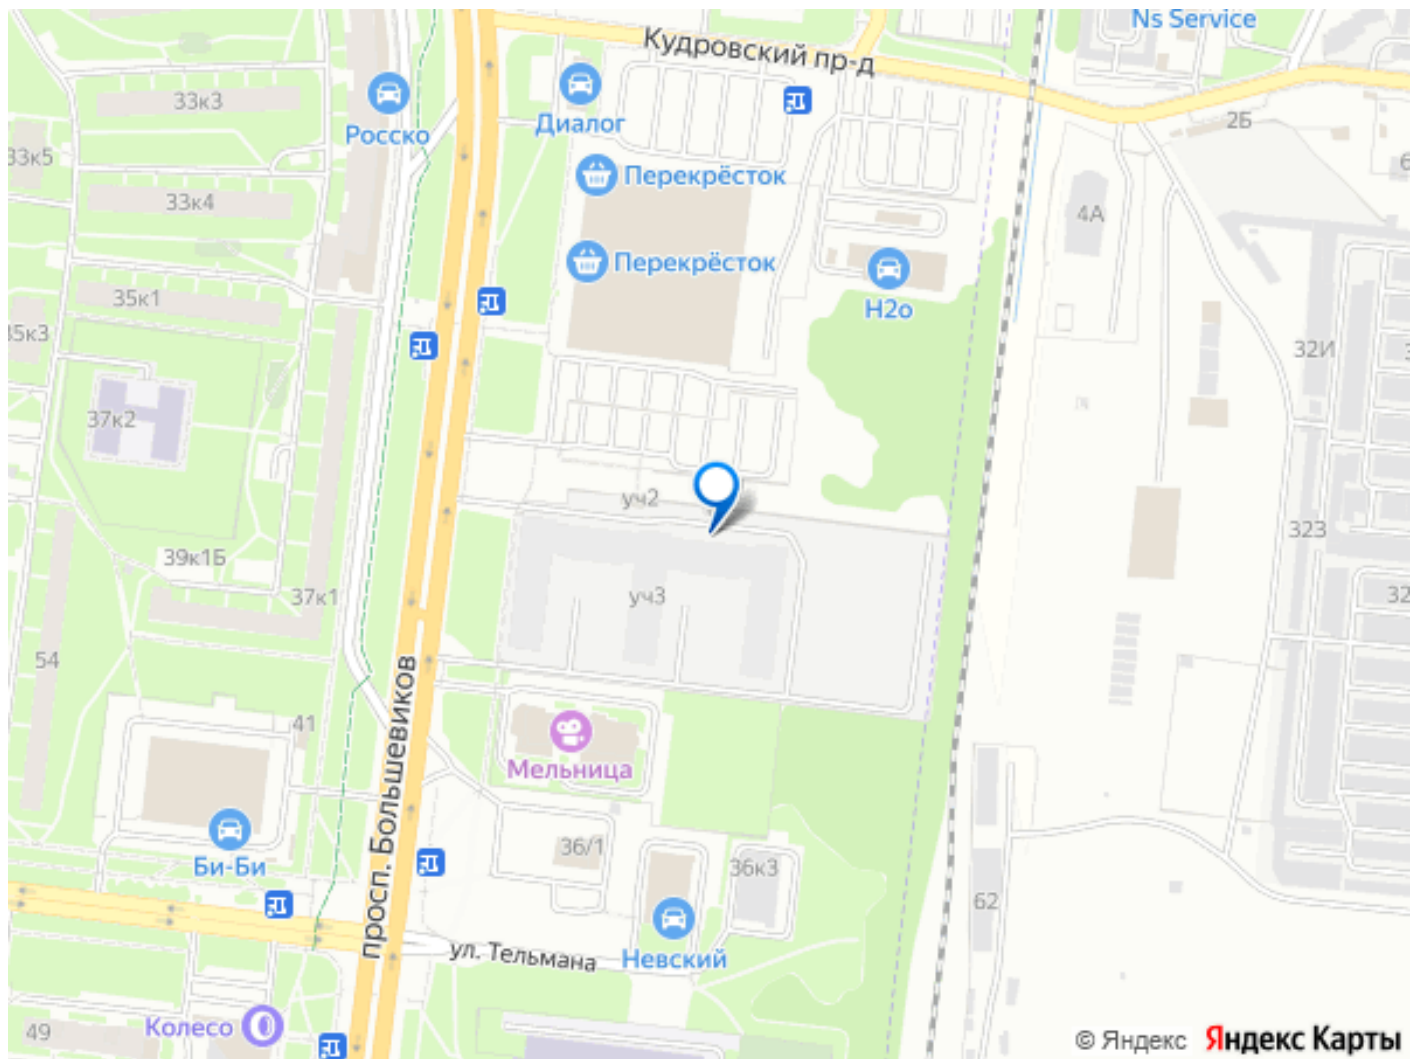 Ns Service
Кудровский пр-д
33к3
Росско
Диалог
2Б
33к5
Перекрёсток
33к4
4А
Перекрёсток
35к1
Н2о
35к3
32И
37к2
уч2
323
39к1Б
37к1
уч3
32
54
просп. Большевиков
41
Мельница
36/1
36к3
Би-Би
62
ул. Тельмана
Невский
49
Колесо
© Яндекс
Яндекс Карты